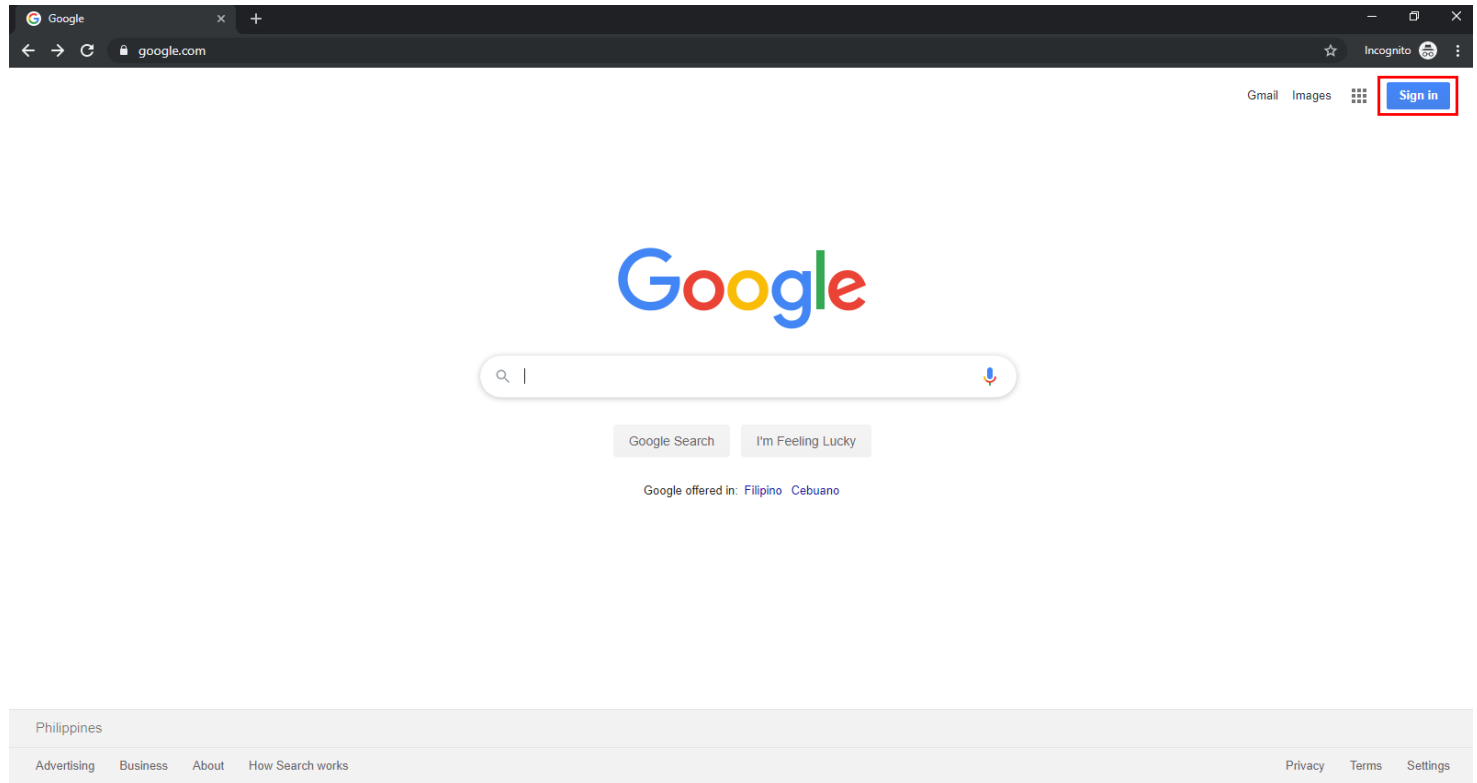 Google
google.com
Incognito
Gmail Images Sign in
Google
Google Search I'm Feeling Lucky
Google offered in: Filipino Cebuano
Philippines
Advertising Business About How Search works Privacy Terms Settings